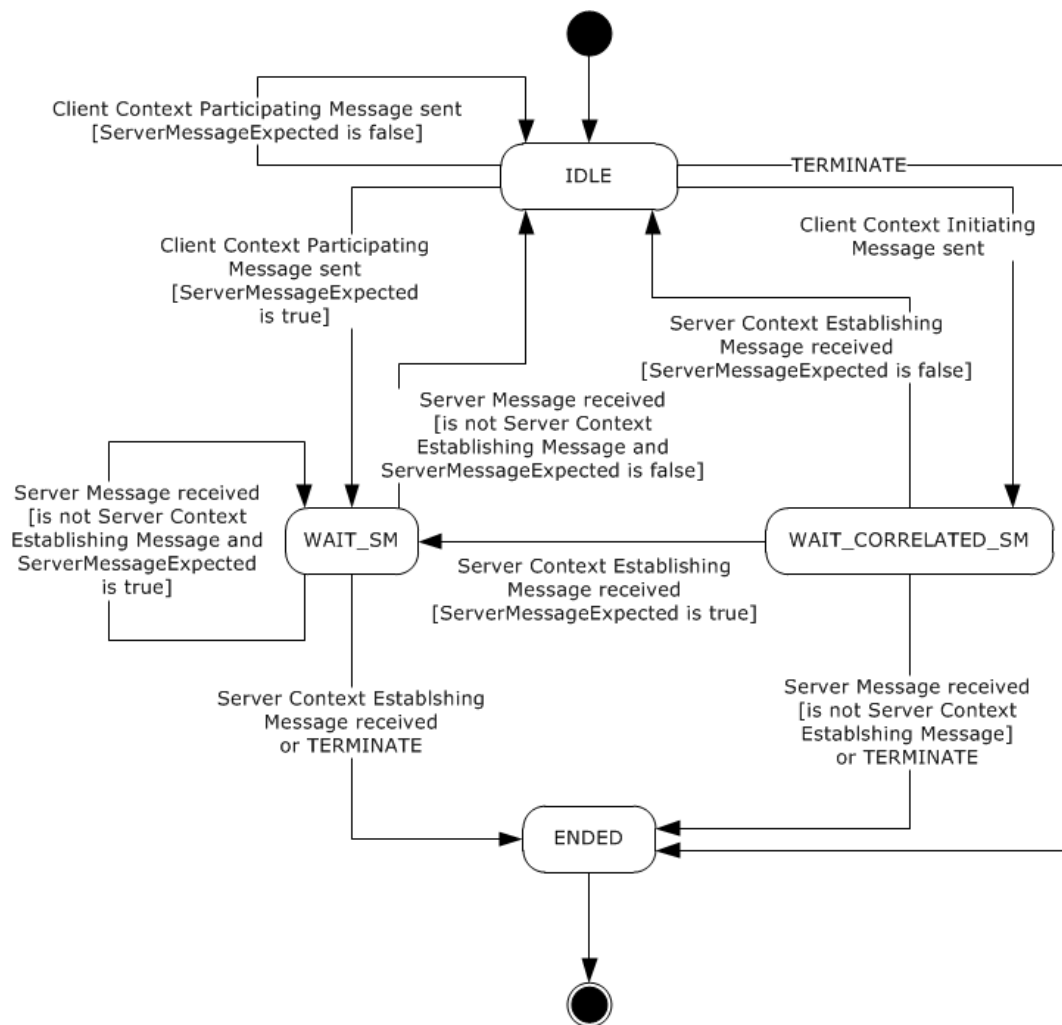 Client Context Participating Message sent
[ServerMessageExpected is false]
IDLE
TERMINATE
Client Context Participating
Message sent
[ServerMessageExpected
is true]
Client Context Initiating
Message sent
Server Context Establishing
Message received
[ServerMessageExpected is false]
Server Message received
[is not Server Context
Establishing Message and
ServerMessageExpected is false]
Server Message received
[is not Server Context
Establishing Message and
ServerMessageExpected
is true]
WAIT_SM
WAIT_CORRELATED_SM
Server Context Establishing
Message received
[ServerMessageExpected is true]
Server Context Establshing
Message received
or TERMINATE
Server Message received
[is not Server Context
Establshing Message]
or TERMINATE
ENDED